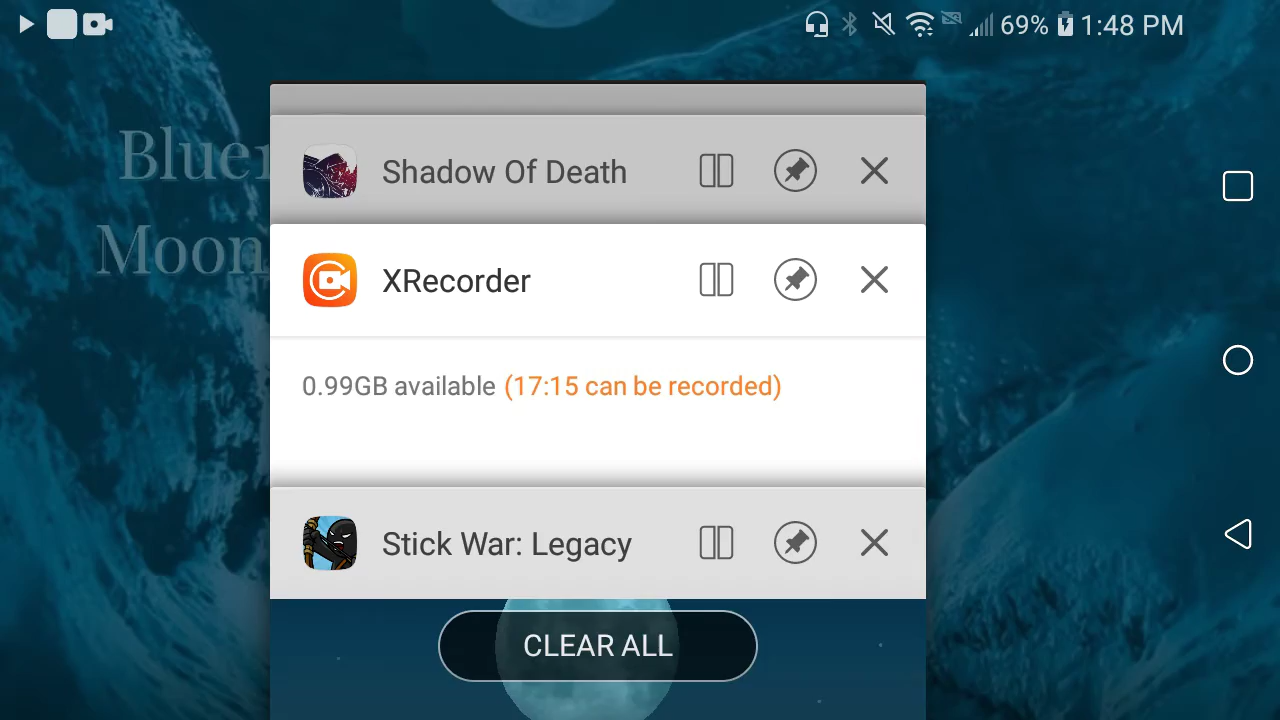 69% 1:48 PM
Shadow Of Death
Moon
XRecorder
0.99GB available (17:15 can be recorded)
Stick War: Legacy
CLEAR ALL